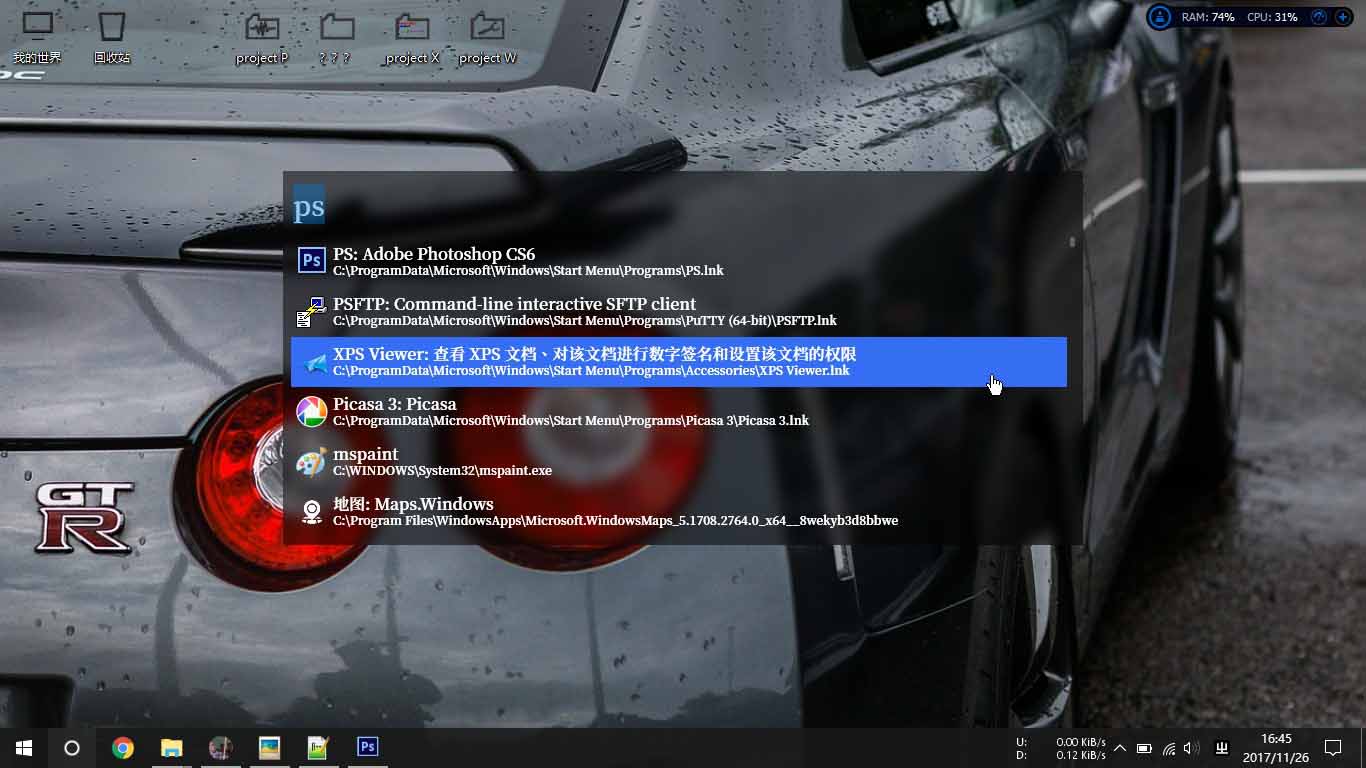 RAM: 74% CPU: 31%
我的世界
回收站
project P
? ? ?
project X
project W
ps
Ps
PS: Adobe Photoshop CS6
C:\ProgramData\Microsoft\Windows\Start Menu\Programs\PS.lnk
PSFTP: Command-line interactive SFTP client
C:\ProgramData\Microsoft\Windows\Start Menu\Programs\PuTTY (64-bit)\PSFTP.lnk
XPS Viewer: 查看 XPS 文档、对该文档进行数字签名和设置该文档的权限
C:\ProgramData\Microsoft\Windows\Start Menu\Programs\Accessories\XPS Viewer.lnk
Picasa 3: Picasa
C:\ProgramData\Microsoft\Windows\Start Menu\Programs\Picasa 3\Picasa 3.lnk
mspaint
C:\WINDOWS\System32\mspaint.exe
地图: Maps.Windows
C:\Program Files\WindowsApps\Microsoft.WindowsMaps_5.1708.2764.0_x64__8wekyb3d8bbwe
GT
R
Ps
U: 0.00 KiB/s
D: 0.12 KiB/s
16:45
2017/11/26